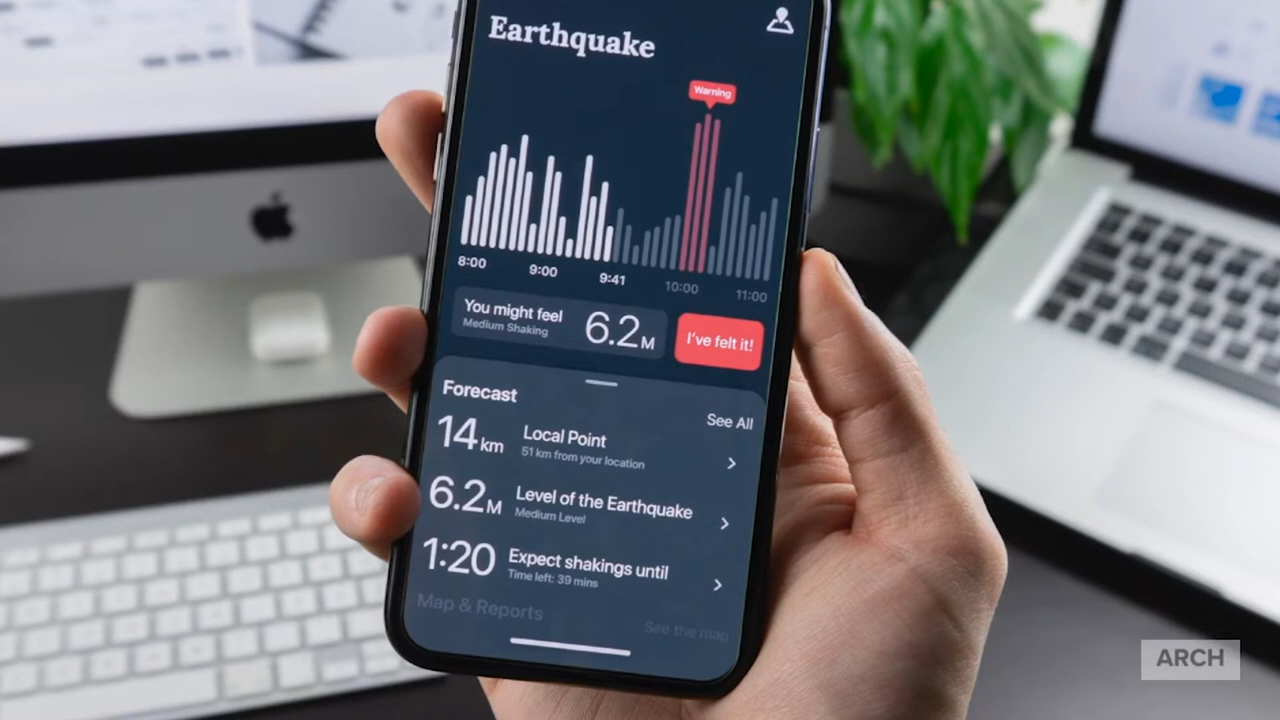 Earthquake
Warning
8:00
9:00
9:41
10:00
11:00
You might feel
Medium Shaking
6.2M
I've felt it!
Forecast
See All
14km
Local Point
51 km from your location
6.2M
Level of the Earthquake
Medium Level
1:20
Expect shakings until
Time left: 39 mins
Map & Reports
See the map
ARCH